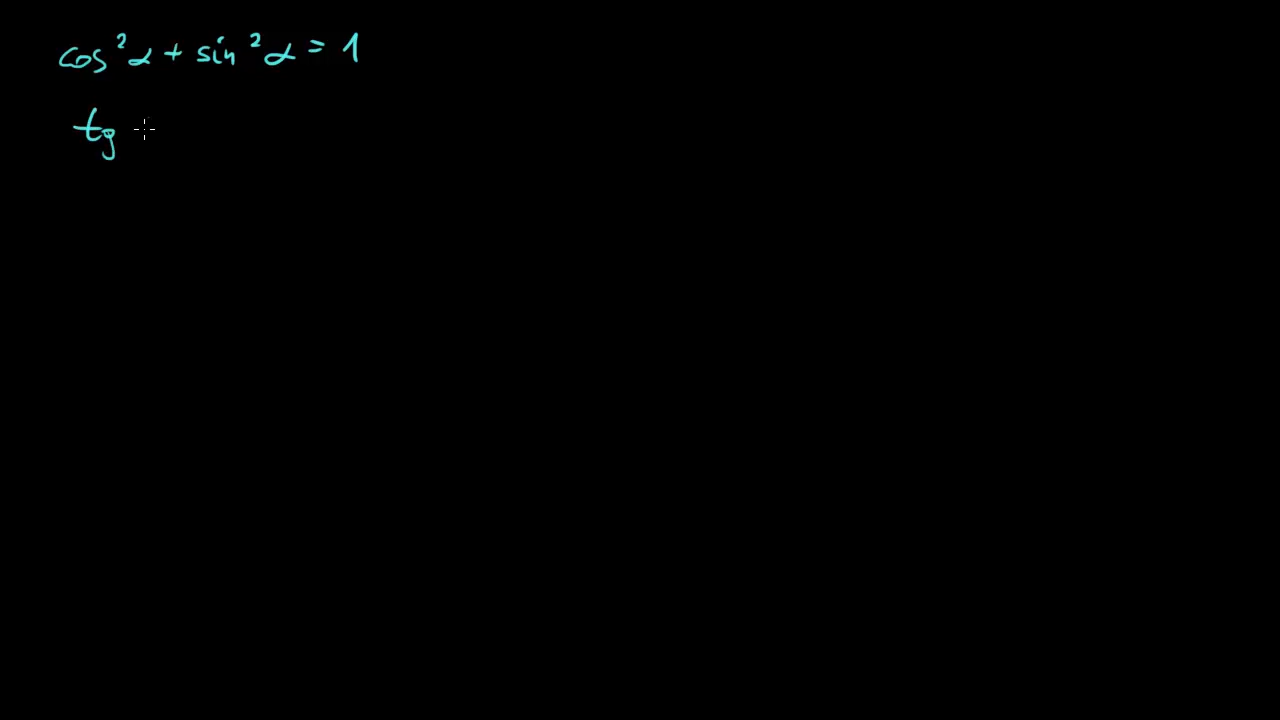 cos²α + sin²α = 1
tg